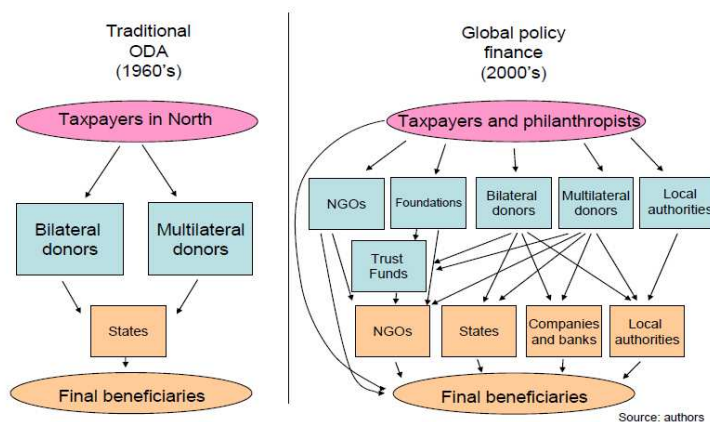 Traditional
ODA
(1960's)
Taxpayers in North
Bilateral
donors
Multilateral
donors
States
Final beneficiaries
Global policy
finance
(2000's)
Taxpayers and philanthropists
NGOs
Foundations
Bilateral
donors
Multilateral
donors
Local
authorities
Trust
Funds
NGOs
States
Companies
and banks
Local
authorities
Final beneficiaries
Source: authors